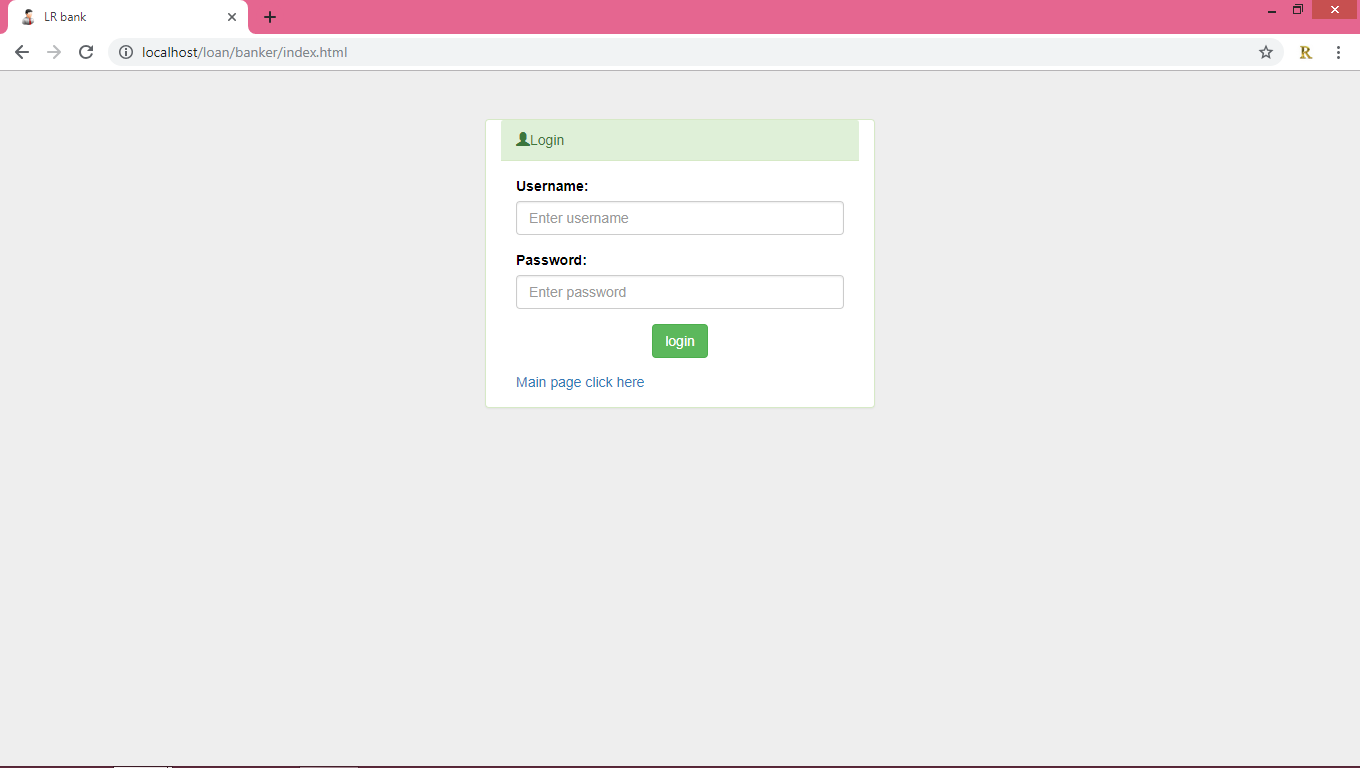 LR bank
localhost/loan/banker/index.html
R
Login
Username:
Enter username
Password:
Enter password
login
Main page click here